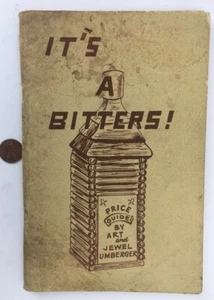 IT'S
A
BITTERS!
PRICE
GUIDE
BY
ART
and
JEWEL
UMBERGER